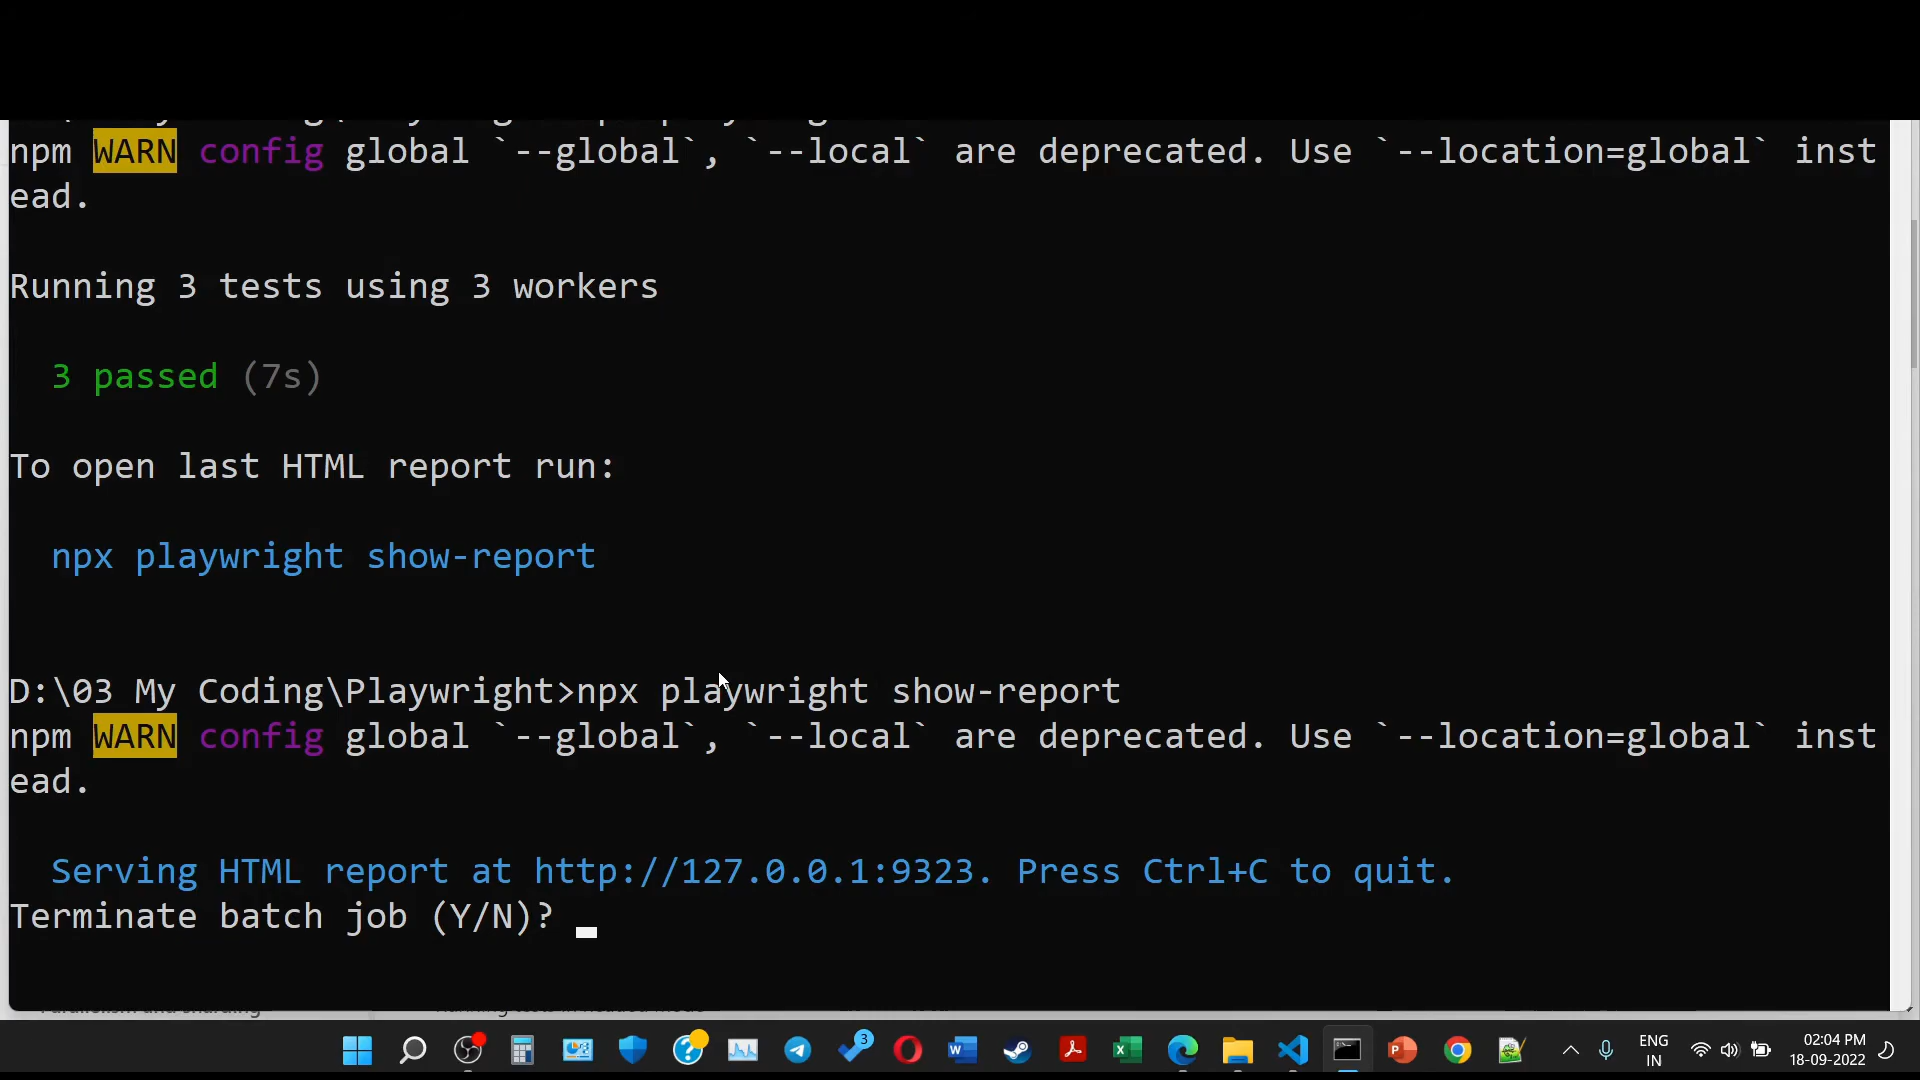 npm WARN config global `--global`, `--local` are deprecated. Use `--location=global` inst
ead.
Running 3 tests using 3 workers
3 passed (7s)
To open last HTML report run:
npx playwright show-report
D:\03 My Coding\Playwright>npx playwright show-report
npm WARN config global `--global`, `--local` are deprecated. Use `--location=global` inst
ead.
Serving HTML report at http://127.0.0.1:9323. Press Ctrl+C to quit.
Terminate batch job (Y/N)?
3
ENG
IN
02:04 PM
18-09-2022